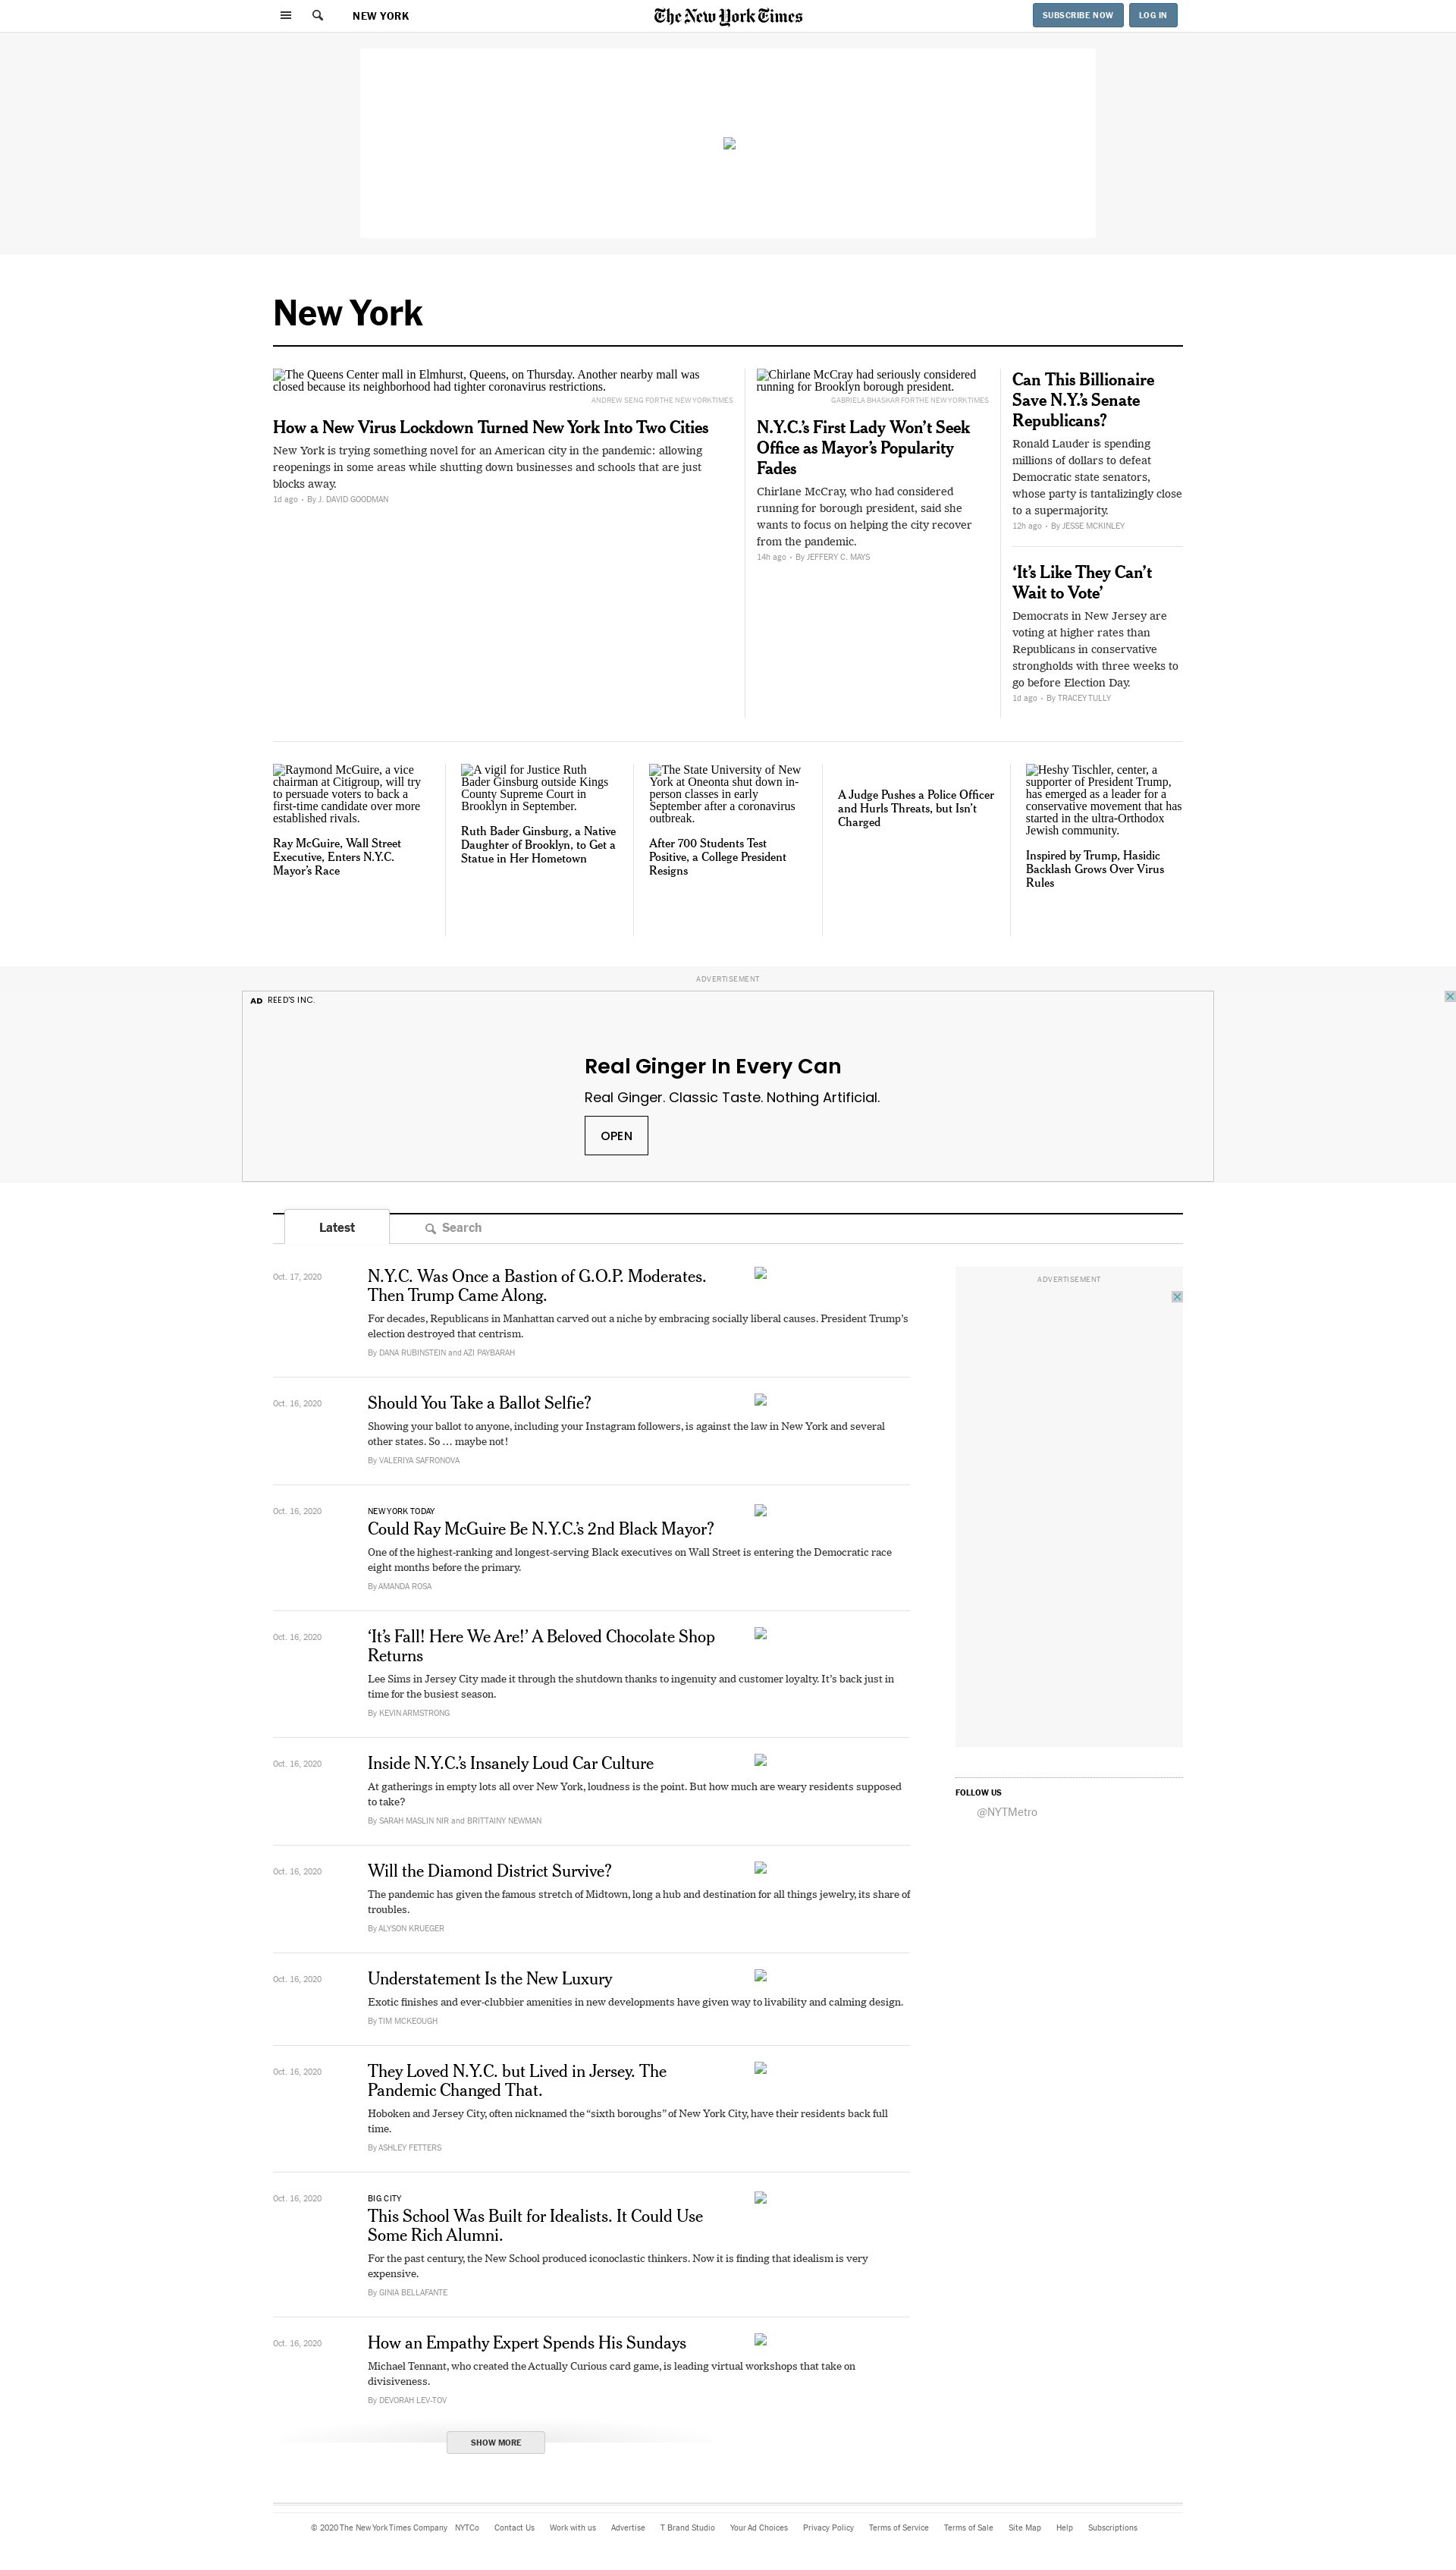 NEW YORK
The New York Times
SUBSCRIBE NOW
LOG IN
New York
The Queens Center mall in Elmhurst, Queens, on Thursday. Another nearby mall was
closed because its neighborhood had tighter coronavirus restrictions.
ANDREW SENG FOR THE NEW YORK TIMES
How a New Virus Lockdown Turned New York Into Two Cities
New York is trying something novel for an American city in the pandemic: allowing
reopenings in some areas while shutting down businesses and schools that are just
blocks away.
1d ago • By J. DAVID GOODMAN
Chirlane McCray had seriously considered
running for Brooklyn borough president.
GABRIELA BHASKAR FOR THE NEW YORK TIMES
N.Y.C.’s First Lady Won’t Seek
Office as Mayor’s Popularity
Fades
Chirlane McCray, who had considered
running for borough president, said she
wants to focus on helping the city recover
from the pandemic.
14h ago • By JEFFERY C. MAYS
Can This Billionaire
Save N.Y.’s Senate
Republicans?
Ronald Lauder is spending
millions of dollars to defeat
Democratic state senators,
whose party is tantalizingly close
to a supermajority.
12h ago • By JESSE MCKINLEY
‘It’s Like They Can’t
Wait to Vote’
Democrats in New Jersey are
voting at higher rates than
Republicans in conservative
strongholds with three weeks to
go before Election Day.
1d ago • By TRACEY TULLY
Raymond McGuire, a vice
chairman at Citigroup, will try
to persuade voters to back a
first-time candidate over more
established rivals.
Ray McGuire, Wall Street
Executive, Enters N.Y.C.
Mayor’s Race
A vigil for Justice Ruth
Bader Ginsburg outside Kings
County Supreme Court in
Brooklyn in September.
Ruth Bader Ginsburg, a Native
Daughter of Brooklyn, to Get a
Statue in Her Hometown
The State University of New
York at Oneonta shut down in-
person classes in early
September after a coronavirus
outbreak.
After 700 Students Test
Positive, a College President
Resigns
A Judge Pushes a Police Officer
and Hurls Threats, but Isn’t
Charged
Heshy Tischler, center, a
supporter of President Trump,
has emerged as a leader for a
conservative movement that has
started in the ultra-Orthodox
Jewish community.
Inspired by Trump, Hasidic
Backlash Grows Over Virus
Rules
ADVERTISEMENT
AD REED'S INC.
Real Ginger In Every Can
Real Ginger. Classic Taste. Nothing Artificial.
OPEN
Latest
Search
Oct. 17, 2020
N.Y.C. Was Once a Bastion of G.O.P. Moderates.
Then Trump Came Along.
For decades, Republicans in Manhattan carved out a niche by embracing socially liberal causes. President Trump’s
election destroyed that centrism.
By DANA RUBINSTEIN and AZI PAYBARAH
Oct. 16, 2020
Should You Take a Ballot Selfie?
Showing your ballot to anyone, including your Instagram followers, is against the law in New York and several
other states. So … maybe not!
By VALERIYA SAFRONOVA
Oct. 16, 2020
NEW YORK TODAY
Could Ray McGuire Be N.Y.C.’s 2nd Black Mayor?
One of the highest-ranking and longest-serving Black executives on Wall Street is entering the Democratic race
eight months before the primary.
By AMANDA ROSA
Oct. 16, 2020
‘It’s Fall! Here We Are!’ A Beloved Chocolate Shop
Returns
Lee Sims in Jersey City made it through the shutdown thanks to ingenuity and customer loyalty. It’s back just in
time for the busiest season.
By KEVIN ARMSTRONG
Oct. 16, 2020
Inside N.Y.C.’s Insanely Loud Car Culture
At gatherings in empty lots all over New York, loudness is the point. But how much are weary residents supposed
to take?
By SARAH MASLIN NIR and BRITTAINY NEWMAN
Oct. 16, 2020
Will the Diamond District Survive?
The pandemic has given the famous stretch of Midtown, long a hub and destination for all things jewelry, its share of
troubles.
By ALYSON KRUEGER
Oct. 16, 2020
Understatement Is the New Luxury
Exotic finishes and ever-clubbier amenities in new developments have given way to livability and calming design.
By TIM MCKEOUGH
Oct. 16, 2020
They Loved N.Y.C. but Lived in Jersey. The
Pandemic Changed That.
Hoboken and Jersey City, often nicknamed the “sixth boroughs” of New York City, have their residents back full
time.
By ASHLEY FETTERS
Oct. 16, 2020
BIG CITY
This School Was Built for Idealists. It Could Use
Some Rich Alumni.
For the past century, the New School produced iconoclastic thinkers. Now it is finding that idealism is very
expensive.
By GINIA BELLAFANTE
Oct. 16, 2020
How an Empathy Expert Spends His Sundays
Michael Tennant, who created the Actually Curious card game, is leading virtual workshops that take on
divisiveness.
By DEVORAH LEV-TOV
SHOW MORE
ADVERTISEMENT
FOLLOW US
@NYTMetro
© 2020 The New York Times Company NYTCo Contact Us Work with us Advertise T Brand Studio Your Ad Choices Privacy Policy Terms of Service Terms of Sale Site Map Help Subscriptions